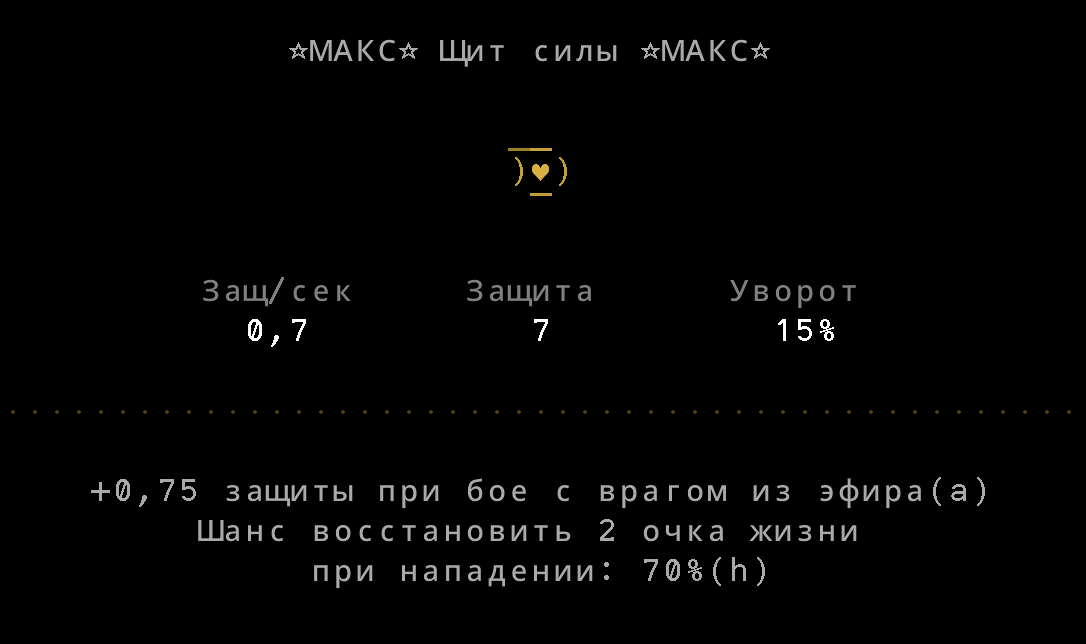 ☆МАКС☆ Щит силы ☆МАКС☆
)♥)
Защ/сек Защита Уворот
0,7 7 15%
+0,75 защиты при бое с врагом из эфира(a)
Шанс восстановить 2 очка жизни
при нападении: 70%(h)